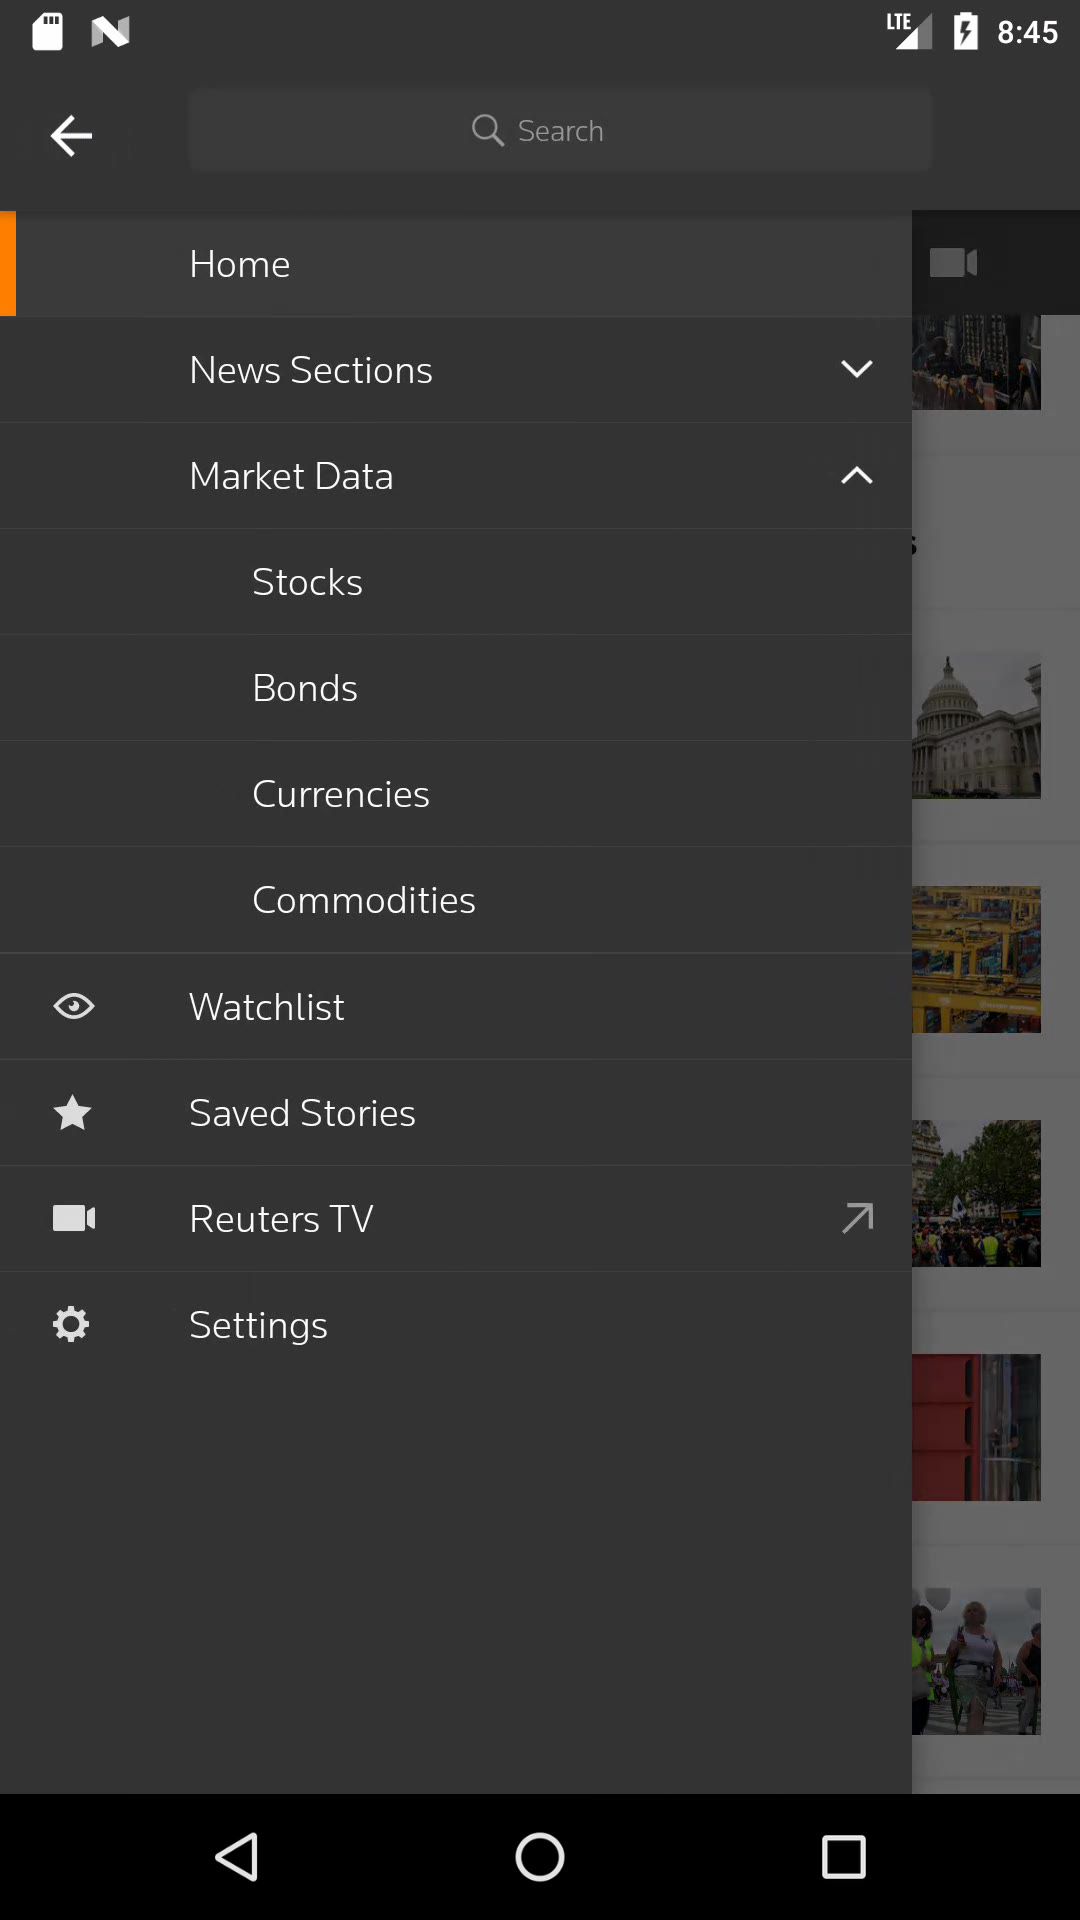 LTE 8:45
Search
Home
News Sections
Market Data
Stocks
Bonds
Currencies
Commodities
Watchlist
Saved Stories
Reuters TV
Settings